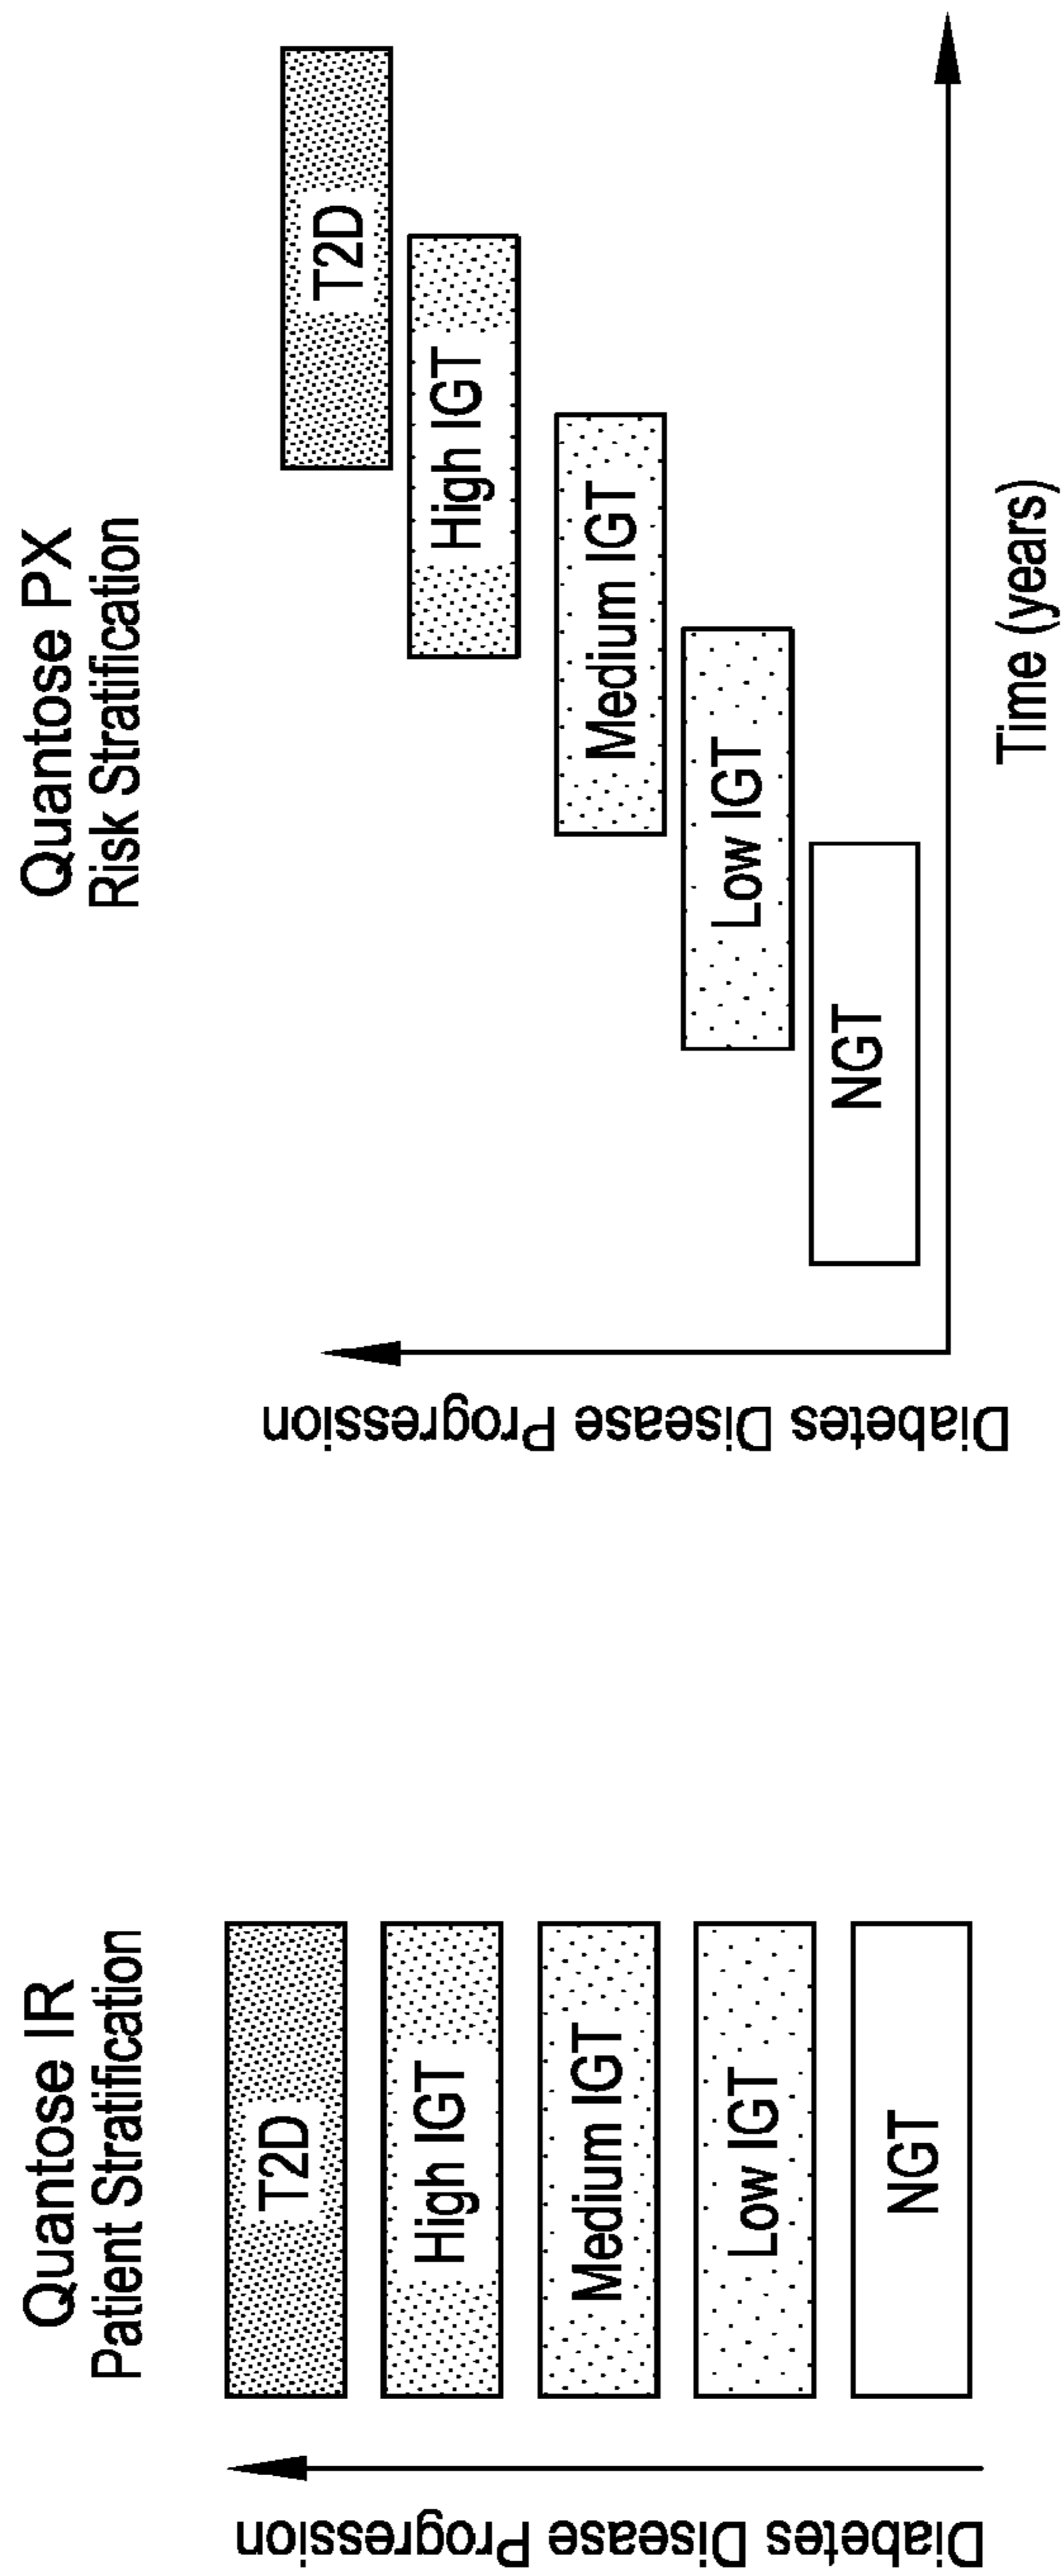 Quantose IR
Patient Stratification
Diabetes Disease Progression
T2D
High IGT
Medium IGT
Low IGT
NGT
Quantose PX
Risk Stratification
Diabetes Disease Progression
T2D
High IGT
Medium IGT
Low IGT
NGT
Time (years)